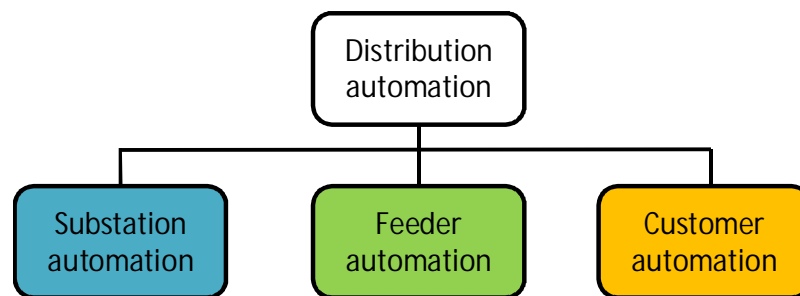 Distribution
automation
Substation
automation
Feeder
automation
Customer
automation